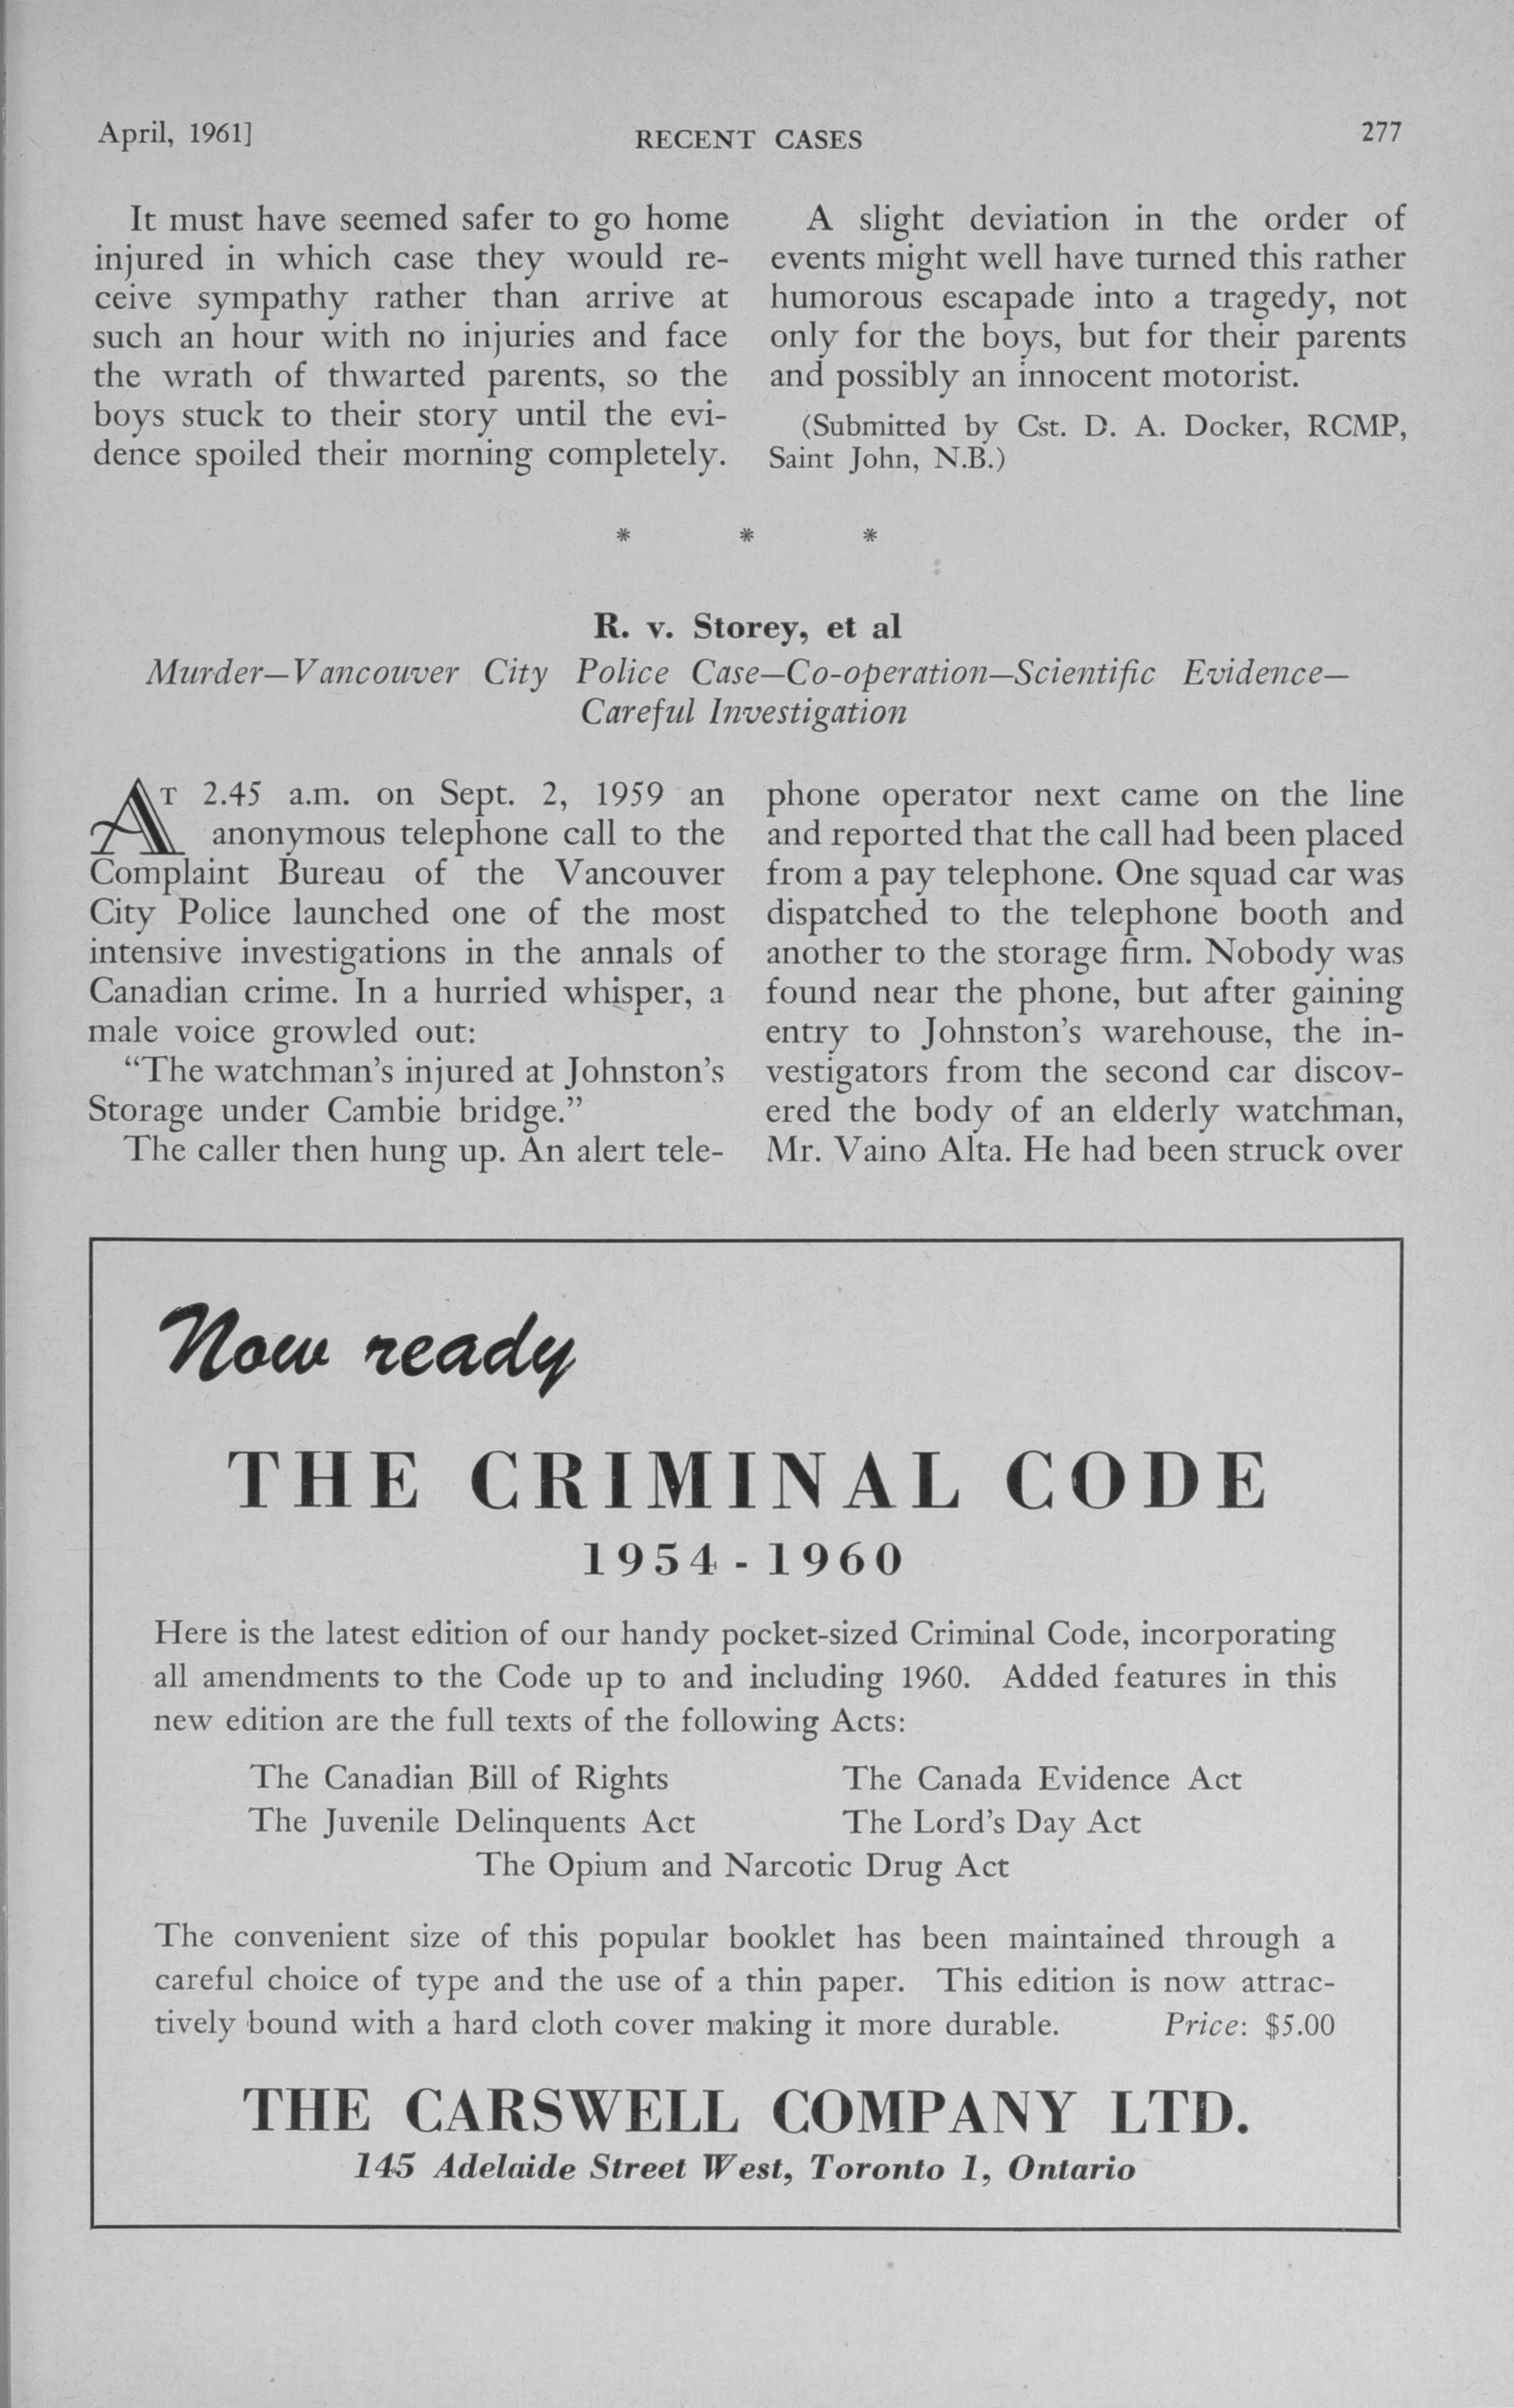 April, 1961]
RECENT CASES
277
It must have seemed safer to go home
injured in which case they would re-
ceive sympathy rather than arrive at
such an hour with no injuries and face
the wrath of thwarted parents, so the
boys stuck to their story until the evi-
dence spoiled their morning completely.
A slight deviation in the order of
events might well have turned this rather
humorous escapade into a tragedy, not
only for the boys, but for their parents
and possibly an innocent motorist.
(Submitted by Cst. D. A. Docker, RCMP,
Saint John, N.B.)
* * *
R. v. Storey, et al
Murder—Vancouver City Police Case—Co-operation—Scientific Evidence—
Careful Investigation
AT 2.45 a.m. on Sept. 2, 1959 an
anonymous telephone call to the
Complaint Bureau of the Vancouver
City Police launched one of the most
intensive investigations in the annals of
Canadian crime. In a hurried whisper, a
male voice growled out:
“The watchman’s injured at Johnston’s
Storage under Cambie bridge.”
The caller then hung up. An alert tele-
phone operator next came on the line
and reported that the call had been placed
from a pay telephone. One squad car was
dispatched to the telephone booth and
another to the storage firm. Nobody was
found near the phone, but after gaining
entry to Johnston’s warehouse, the in-
vestigators from the second car discov-
ered the body of an elderly watchman,
Mr. Vaino Alta. He had been struck over
Now ready
THE CRIMINAL CODE
1954-1960
Here is the latest edition of our handy pocket-sized Criminal Code, incorporating
all amendments to the Code up to and including 1960. Added features in this
new edition are the full texts of the following Acts:
The Canadian Bill of Rights The Canada Evidence Act
The Juvenile Delinquents Act The Lord’s Day Act
The Opium and Narcotic Drug Act
The convenient size of this popular booklet has been maintained through a
careful choice of type and the use of a thin paper. This edition is now attrac-
tively bound with a hard cloth cover making it more durable. Price: $5.00
THE CARSWELL COMPANY LTD.
145 Adelaide Street West, Toronto 1, Ontario